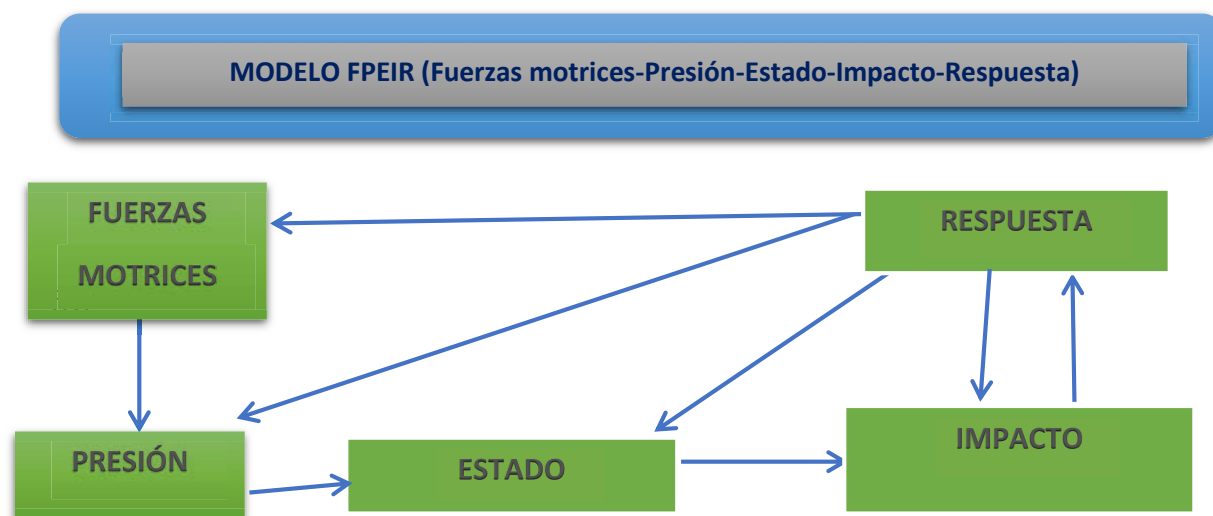 MODELO FPEIR (Fuerzas motrices-Presión-Estado-Impacto-Respuesta)
FUERZAS
MOTRICES
RESPUESTA
PRESIÓN
ESTADO
IMPACTO